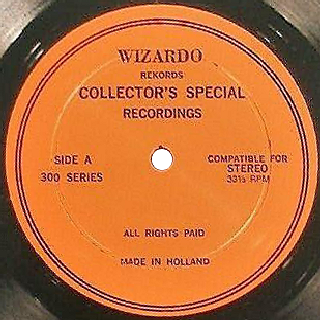 WIZARDO
REKORDS
COLLECTOR'S SPECIAL
RECORDINGS
SIDE A
300 SERIES
COMPATIBLE FOR
STEREO
33⅓ RPM
ALL RIGHTS PAID
MADE IN HOLLAND